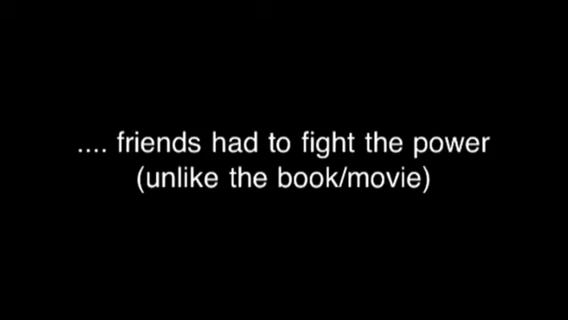 .... friends had to fight the power
(unlike the book/movie)